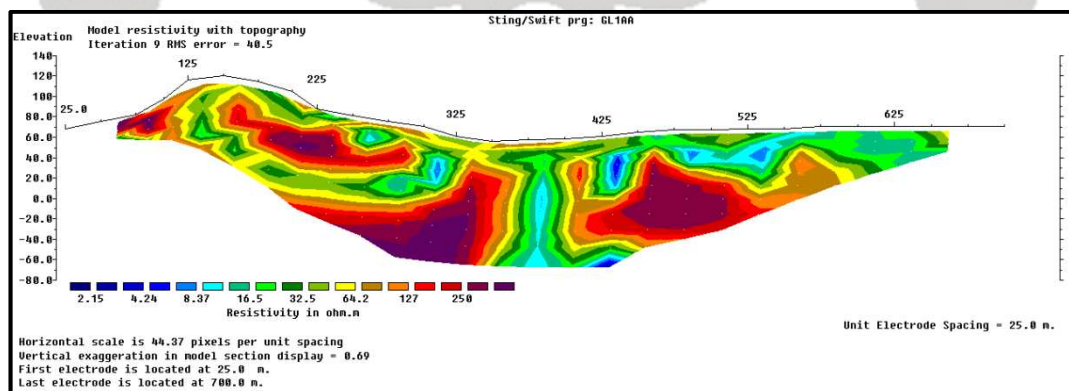 Sting/Swift prg: GL1AA
Model resistivity with topography
Elevation
Iteration 9 RMS error = 40.5
140
120
100
80.0
60.0
40.0
20.0
0.0
-20.0
-40.0
-60.0
-80.0
25.0
125
225
325
425
525
625
2.15 4.24 8.37 16.5 32.5 64.2 127 250
Resistivity in ohm.m
Unit Electrode Spacing = 25.0 m.
Horizontal scale is 44.37 pixels per unit spacing
Vertical exaggeration in model section display = 0.69
First electrode is located at 25.0 m.
Last electrode is located at 700.0 m.